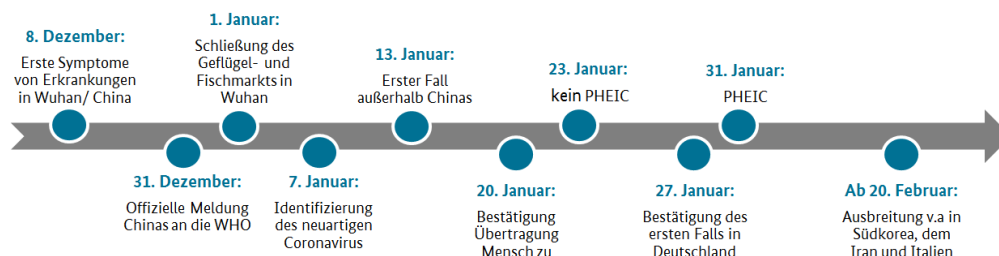 8. Dezember:
Erste Symptome
von Erkrankungen
in Wuhan/ China
31. Dezember:
Offizielle Meldung
Chinas an die WHO
1. Januar:
Schließung des
Geflügel- und
Fischmarkts in
Wuhan
7. Januar:
Identifizierung
des neuartigen
Coronavirus
13. Januar:
Erster Fall
außerhalb Chinas
20. Januar:
Bestätigung
Übertragung
Mensch zu
23. Januar:
kein PHEIC
27. Januar:
Bestätigung des
ersten Falls in
Deutschland
31. Januar:
PHEIC
Ab 20. Februar:
Ausbreitung v.a in
Südkorea, dem
Iran und Italien